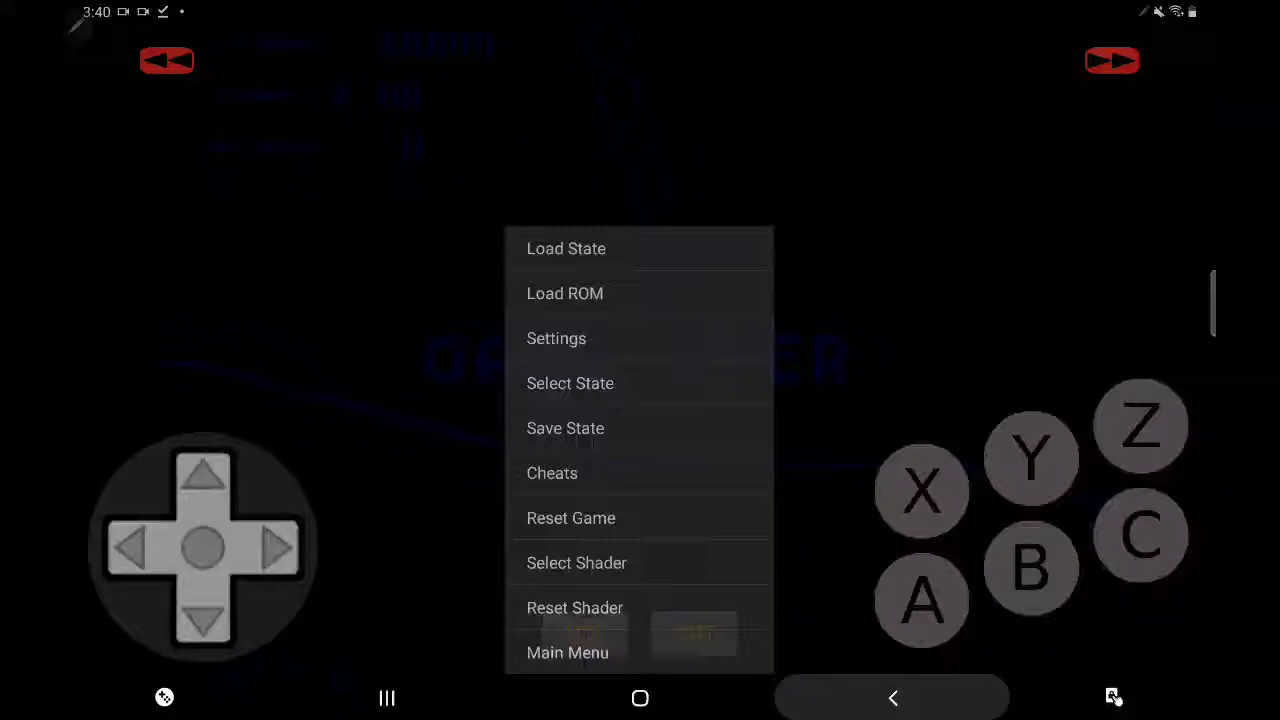 3:40
Load State
Load ROM
Settings
Select State
Save State
Cheats
Reset Game
Select Shader
Reset Shader
Main Menu
X
Y
Z
A
B
C